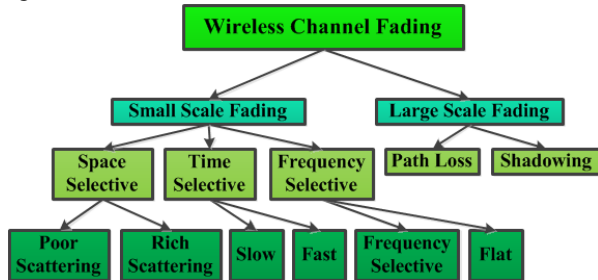 Wireless Channel Fading
Small Scale Fading
Large Scale Fading
Space
Selective
Time
Selective
Frequency
Selective
Path Loss
Shadowing
Poor
Scattering
Rich
Scattering
Slow
Fast
Frequency
Selective
Flat